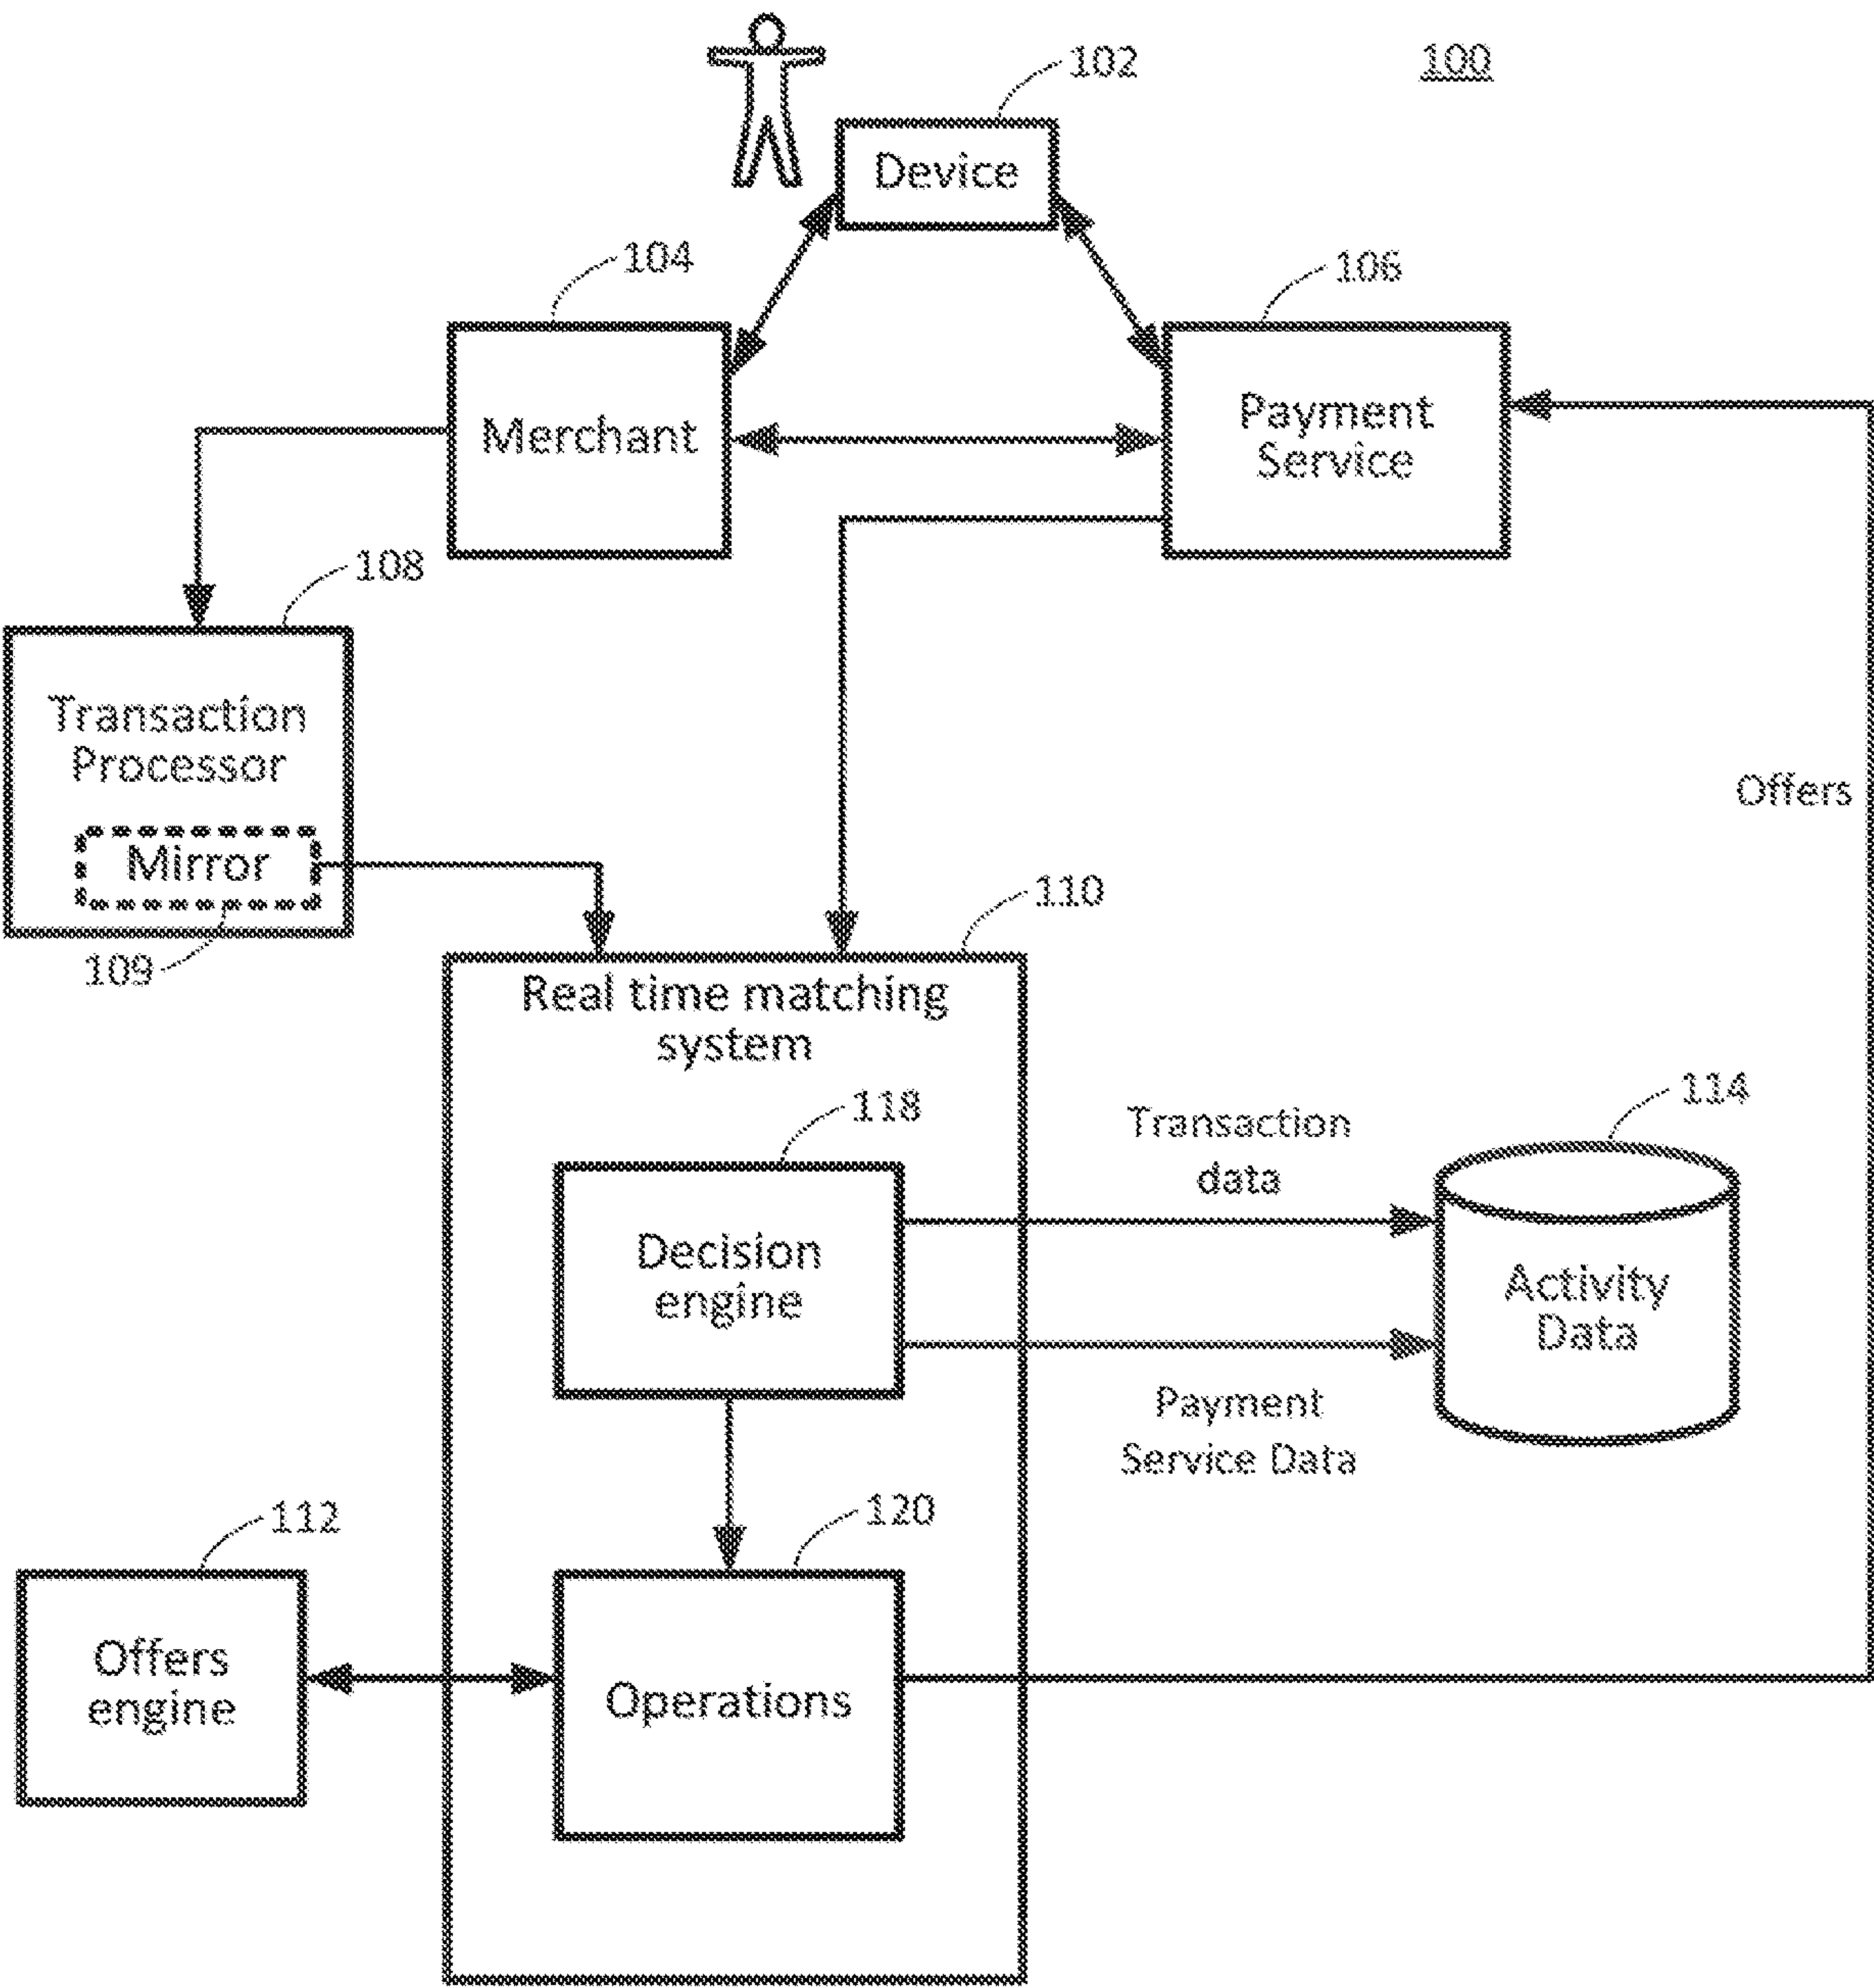 100
102
Device
104
106
Merchant
Payment
Service
108
Transaction
Processor
Offers
Mirror
110
109
Real time matching
system
118
Transaction
data
114
Decision
engine
Activity
Data
Payment
Service Data
112
120
Offers
engine
Operations